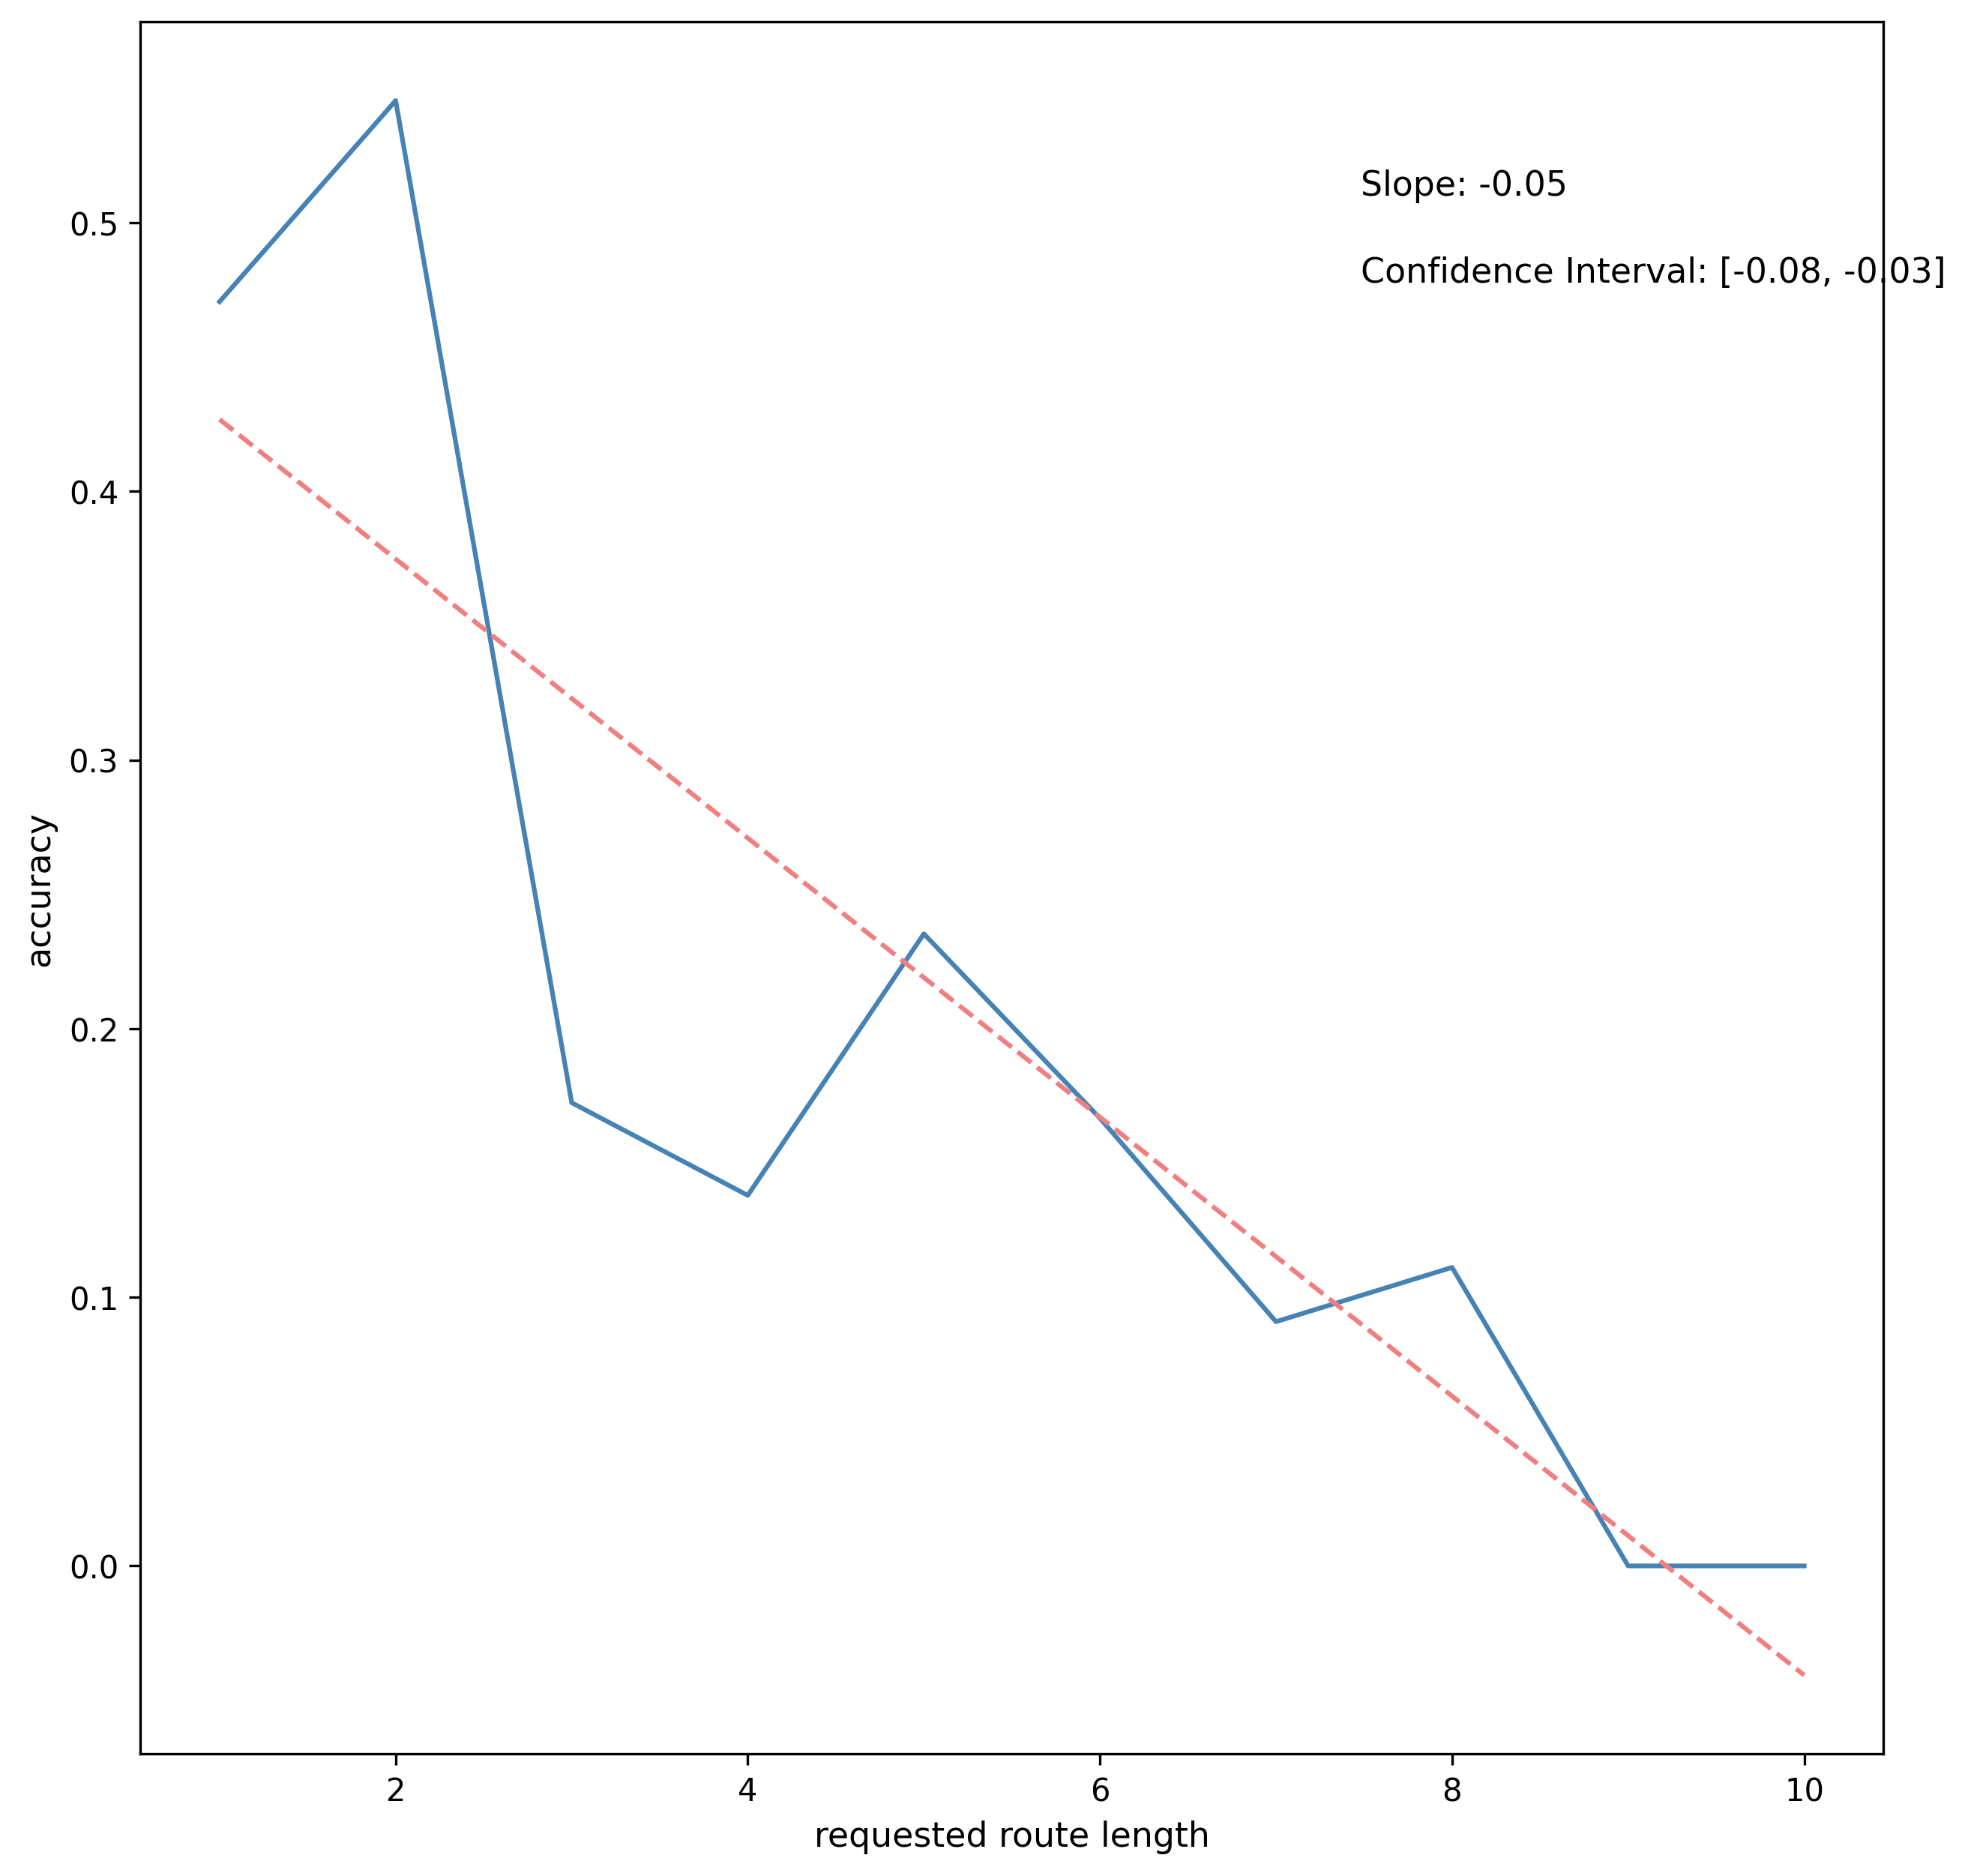 Slope: -0.05
Confidence Interval: [-0.08, -0.03]
0.5
0.4
0.3
0.2
0.1
0.0
accuracy
2 4 6 8 10
requested route length